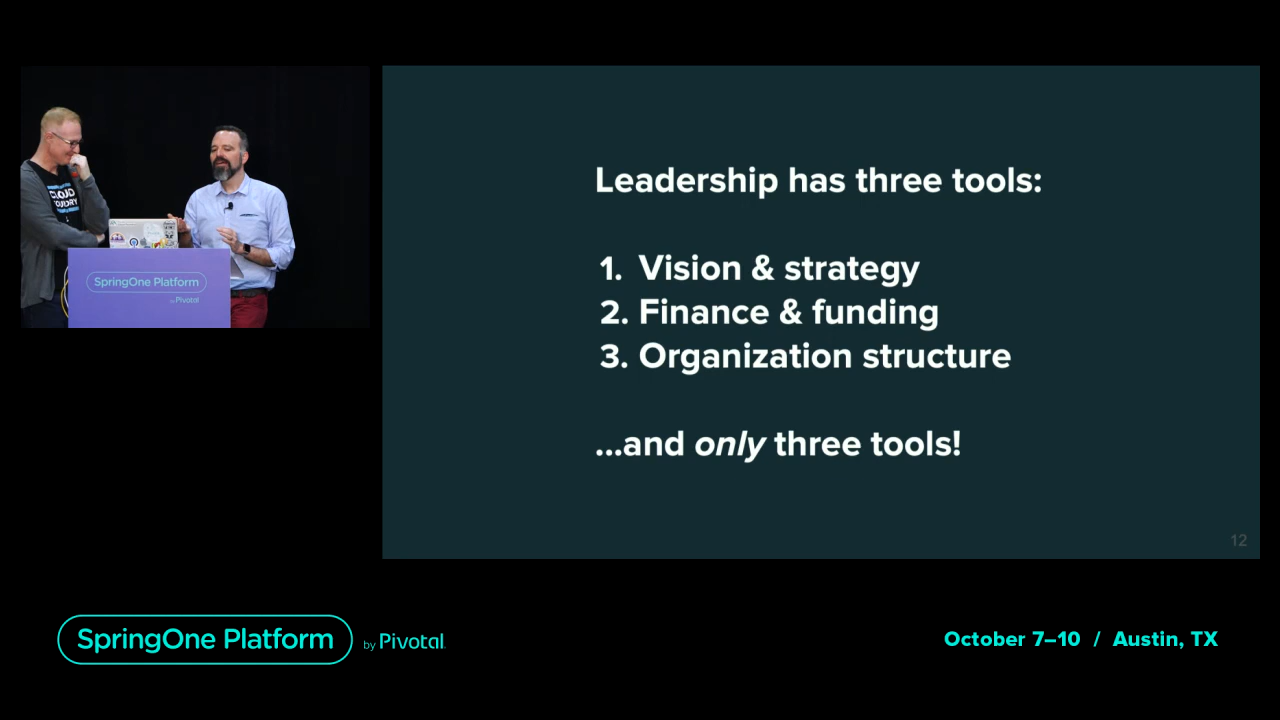 CLOUD
SpringOne Platform
by Pivotal
Leadership has three tools:
1. Vision & strategy
2. Finance & funding
3. Organization structure
...and only three tools!
12
SpringOne Platform by Pivotal
October 7–10 / Austin, TX